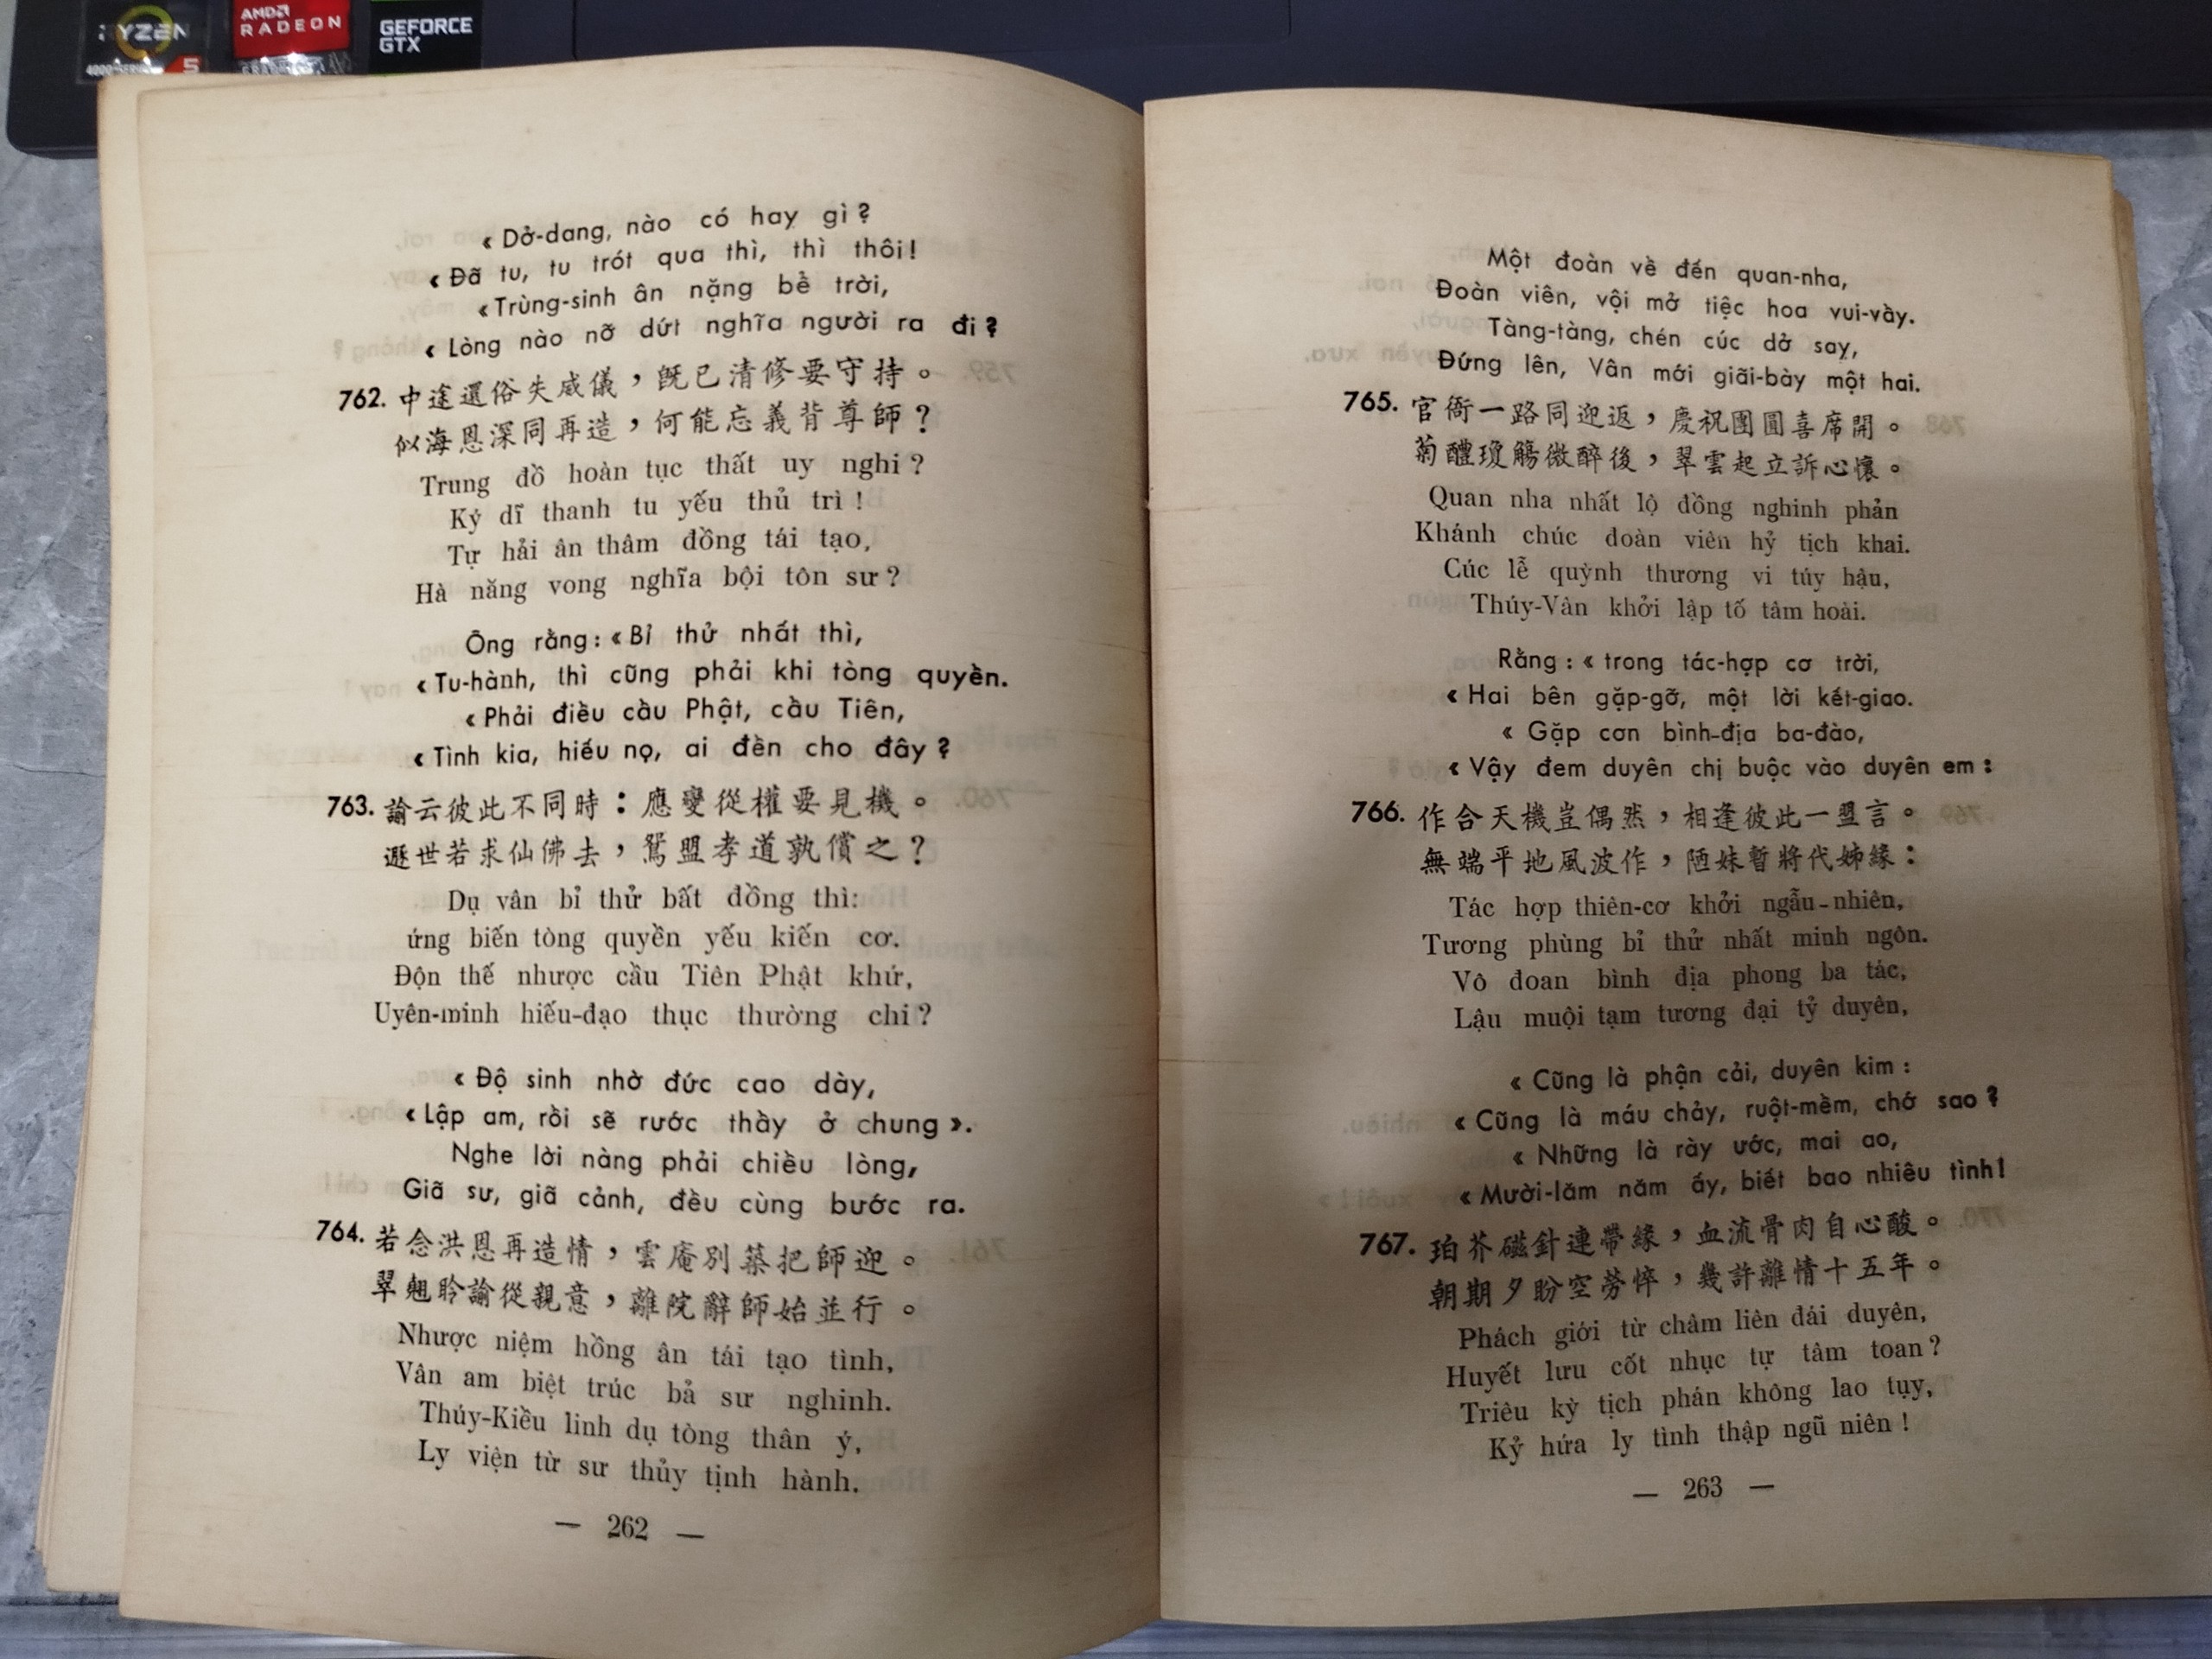 RYZEN
5
AMD
RADEON
GEFORCE
GTX
« Dở-dang, nào có hay gì ?
« Đã tu, tu trót qua thì, thì thôi !
« Trùng-sinh ân nặng bể trời,
« Lòng nào nỡ dứt nghĩa người ra đi ?
762. 中途還俗失威儀，旣已清修要守持。
似海恩深同再造，何能忘義背尊師？
Trung đồ hoàn tục thất uy nghi ?
Ký dĩ thanh tu yếu thủ trì !
Tự hải ân thâm đồng tái tạo,
Hà năng vong nghĩa bội tôn sư ?
Ông rằng : « Bỉ thử nhất thì,
« Tu-hành, thì cũng phải khi tòng quyền.
« Phải điều cầu Phật, cầu Tiên,
« Tình kia, hiếu nọ, ai đền cho đây ?
763. 諭云彼此不同時：應變從權要見機。
遯世若求仙佛去，鴛盟孝道孰償之？
Dụ vân bỉ thử bất đồng thì:
ứng biến tòng quyền yếu kiến cơ.
Độn thế nhược cầu Tiên Phật khứ,
Uyên-minh hiếu-đạo thục thường chi ?
« Độ sinh nhờ đức cao dày,
« Lập am, rồi sẽ rước thầy ở chung ».
Nghe lời nàng phải chiều lòng,
Giã sư, giã cảnh, đều cùng bước ra.
764. 若念洪恩再造情，雲庵別築把師迎。
翠翹聆諭從親意，離院辭師始並行。
Nhược niệm hồng ân tái tạo tình,
Vân am biệt trúc bả sư nghinh.
Thúy-Kiều linh dụ tòng thân ý,
Ly viện từ sư thủy tịnh hành.
— 262 —
Một đoàn về đến quan-nha,
Đoàn viên, vội mở tiệc hoa vui-vầy.
Tàng-tàng, chén cúc dở say,
Đứng lên, Vân mới giãi-bày một hai.
765. 官衙一路同迎返，慶祝團圓喜席開。
菊醴瓊觴微醉後，翠雲起立訴心懷。
Quan nha nhất lộ đồng nghinh phản
Khánh chúc đoàn viên hỷ tịch khai.
Cúc lễ quỳnh thương vi túy hậu,
Thúy-Vân khởi lập tố tâm hoài.
Rằng : « trong tác-hợp cơ trời,
« Hai bên gặp-gỡ, một lời kết-giao.
« Gặp cơn bình-địa ba-đào,
« Vậy đem duyên chị buộc vào duyên em :
766. 作合天機豈偶然，相逢彼此一盟言。
無端平地風波作，陋妹暫將代姊緣：
Tác hợp thiên-cơ khởi ngẫu-nhiên,
Tương phùng bỉ thử nhất minh ngôn.
Vô đoan bình địa phong ba tác,
Lậu muội tạm tương đại tỷ duyên,
« Cũng là phận cải, duyên kim :
« Cũng là máu chảy, ruột-mềm, chớ sao ?
« Những là rày ước, mai ao,
« Mười-lăm năm ấy, biết bao nhiêu tình !
767. 珀芥磁針連帶緣，血流骨肉自心酸。
朝期夕盼空勞悴，幾許離情十五年。
Phách giới từ châm liên đái duyên,
Huyết lưu cốt nhục tự tâm toan ?
Triêu kỳ tịch phán không lao tụy,
Kỷ hứa ly tình thập ngũ niên !
— 263 —